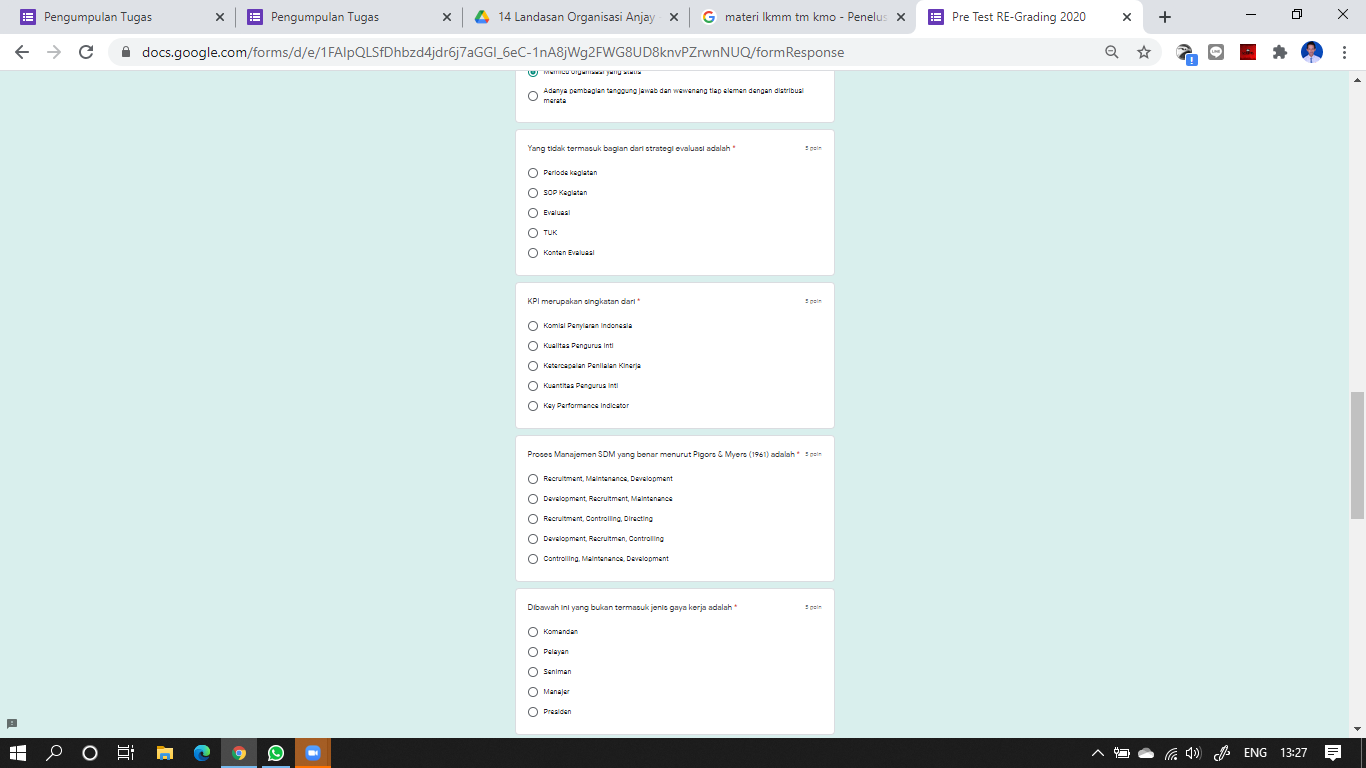 Pengumpulan Tugas
Pengumpulan Tugas
14 Landasan Organisasi Anjay
materi lkmm tm kmo - Penelus
Pre Test RE-Grading 2020
docs.google.com/forms/d/e/1FAIpQLSfDhbzd4jdr6j7aGGI_6eC-1nA8jWg2FWG8UD8knvPZrwnNUQ/formResponse
Memicu organisasi yang statis
Adanya pembagian tanggung jawab dan wewenang tiap elemen dengan distribusi
merata
Yang tidak termasuk bagian dari strategi evaluasi adalah *
5 poin
Periode kegiatan
SOP Kegiatan
Evaluasi
TUK
Konten Evaluasi
KPI merupakan singkatan dari *
5 poin
Komisi Penyiaran Indonesia
Kualitas Pengurus Inti
Ketercapaian Penilaian Kinerja
Kuantitas Pengurus Inti
Key Performance Indicator
Proses Manajemen SDM yang benar menurut Pigors & Myers (1961) adalah *
5 poin
Recruitment, Maintenance, Development
Development, Recruitment, Maintenance
Recruitment, Controlling, Directing
Development, Recruitmen, Controlling
Controlling, Maintenance, Development
Dibawah ini yang bukan termasuk jenis gaya kerja adalah *
5 poin
Komandan
Pelayan
Seniman
Manajer
Presiden
ENG
13:27